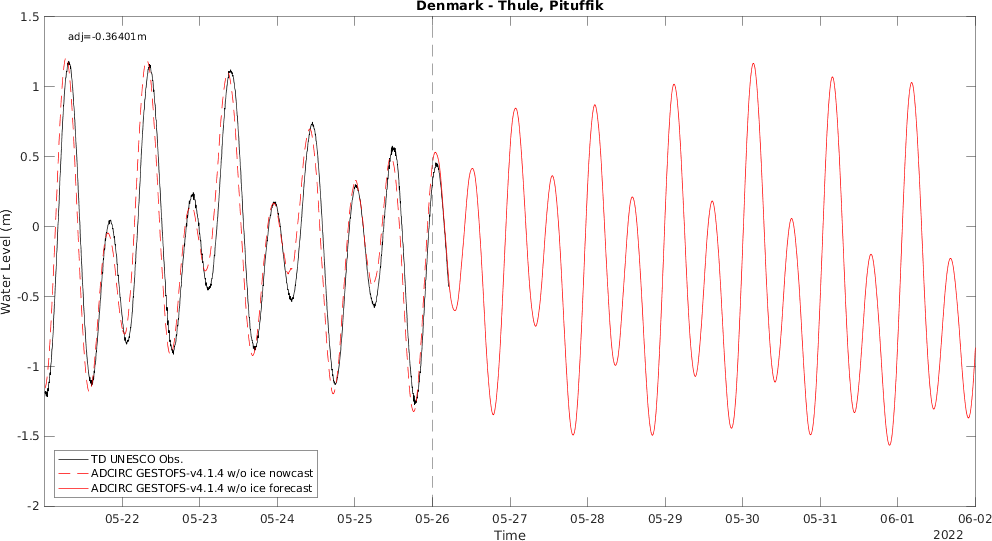 Denmark - Thule, Pituffik
adj=-0.36401m
1.5
1
0.5
0
-0.5
-1
-1.5
-2
Water Level (m)
TD UNESCO Obs.
ADCIRC GESTOFS-v4.1.4 w/o ice nowcast
ADCIRC GESTOFS-v4.1.4 w/o ice forecast
05-22 05-23 05-24 05-25 05-26 05-27 05-28 05-29 05-30 05-31 06-01 06-02
Time
2022